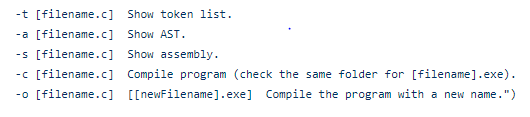 -t [filename.c]  Show token list.
-a [filename.c]  Show AST.
-s [filename.c]  Show assembly.
-c [filename.c]  Compile program (check the same folder for [filename].exe).
-o [filename.c]  [[newFilename].exe]  Compile the program with a new name.")